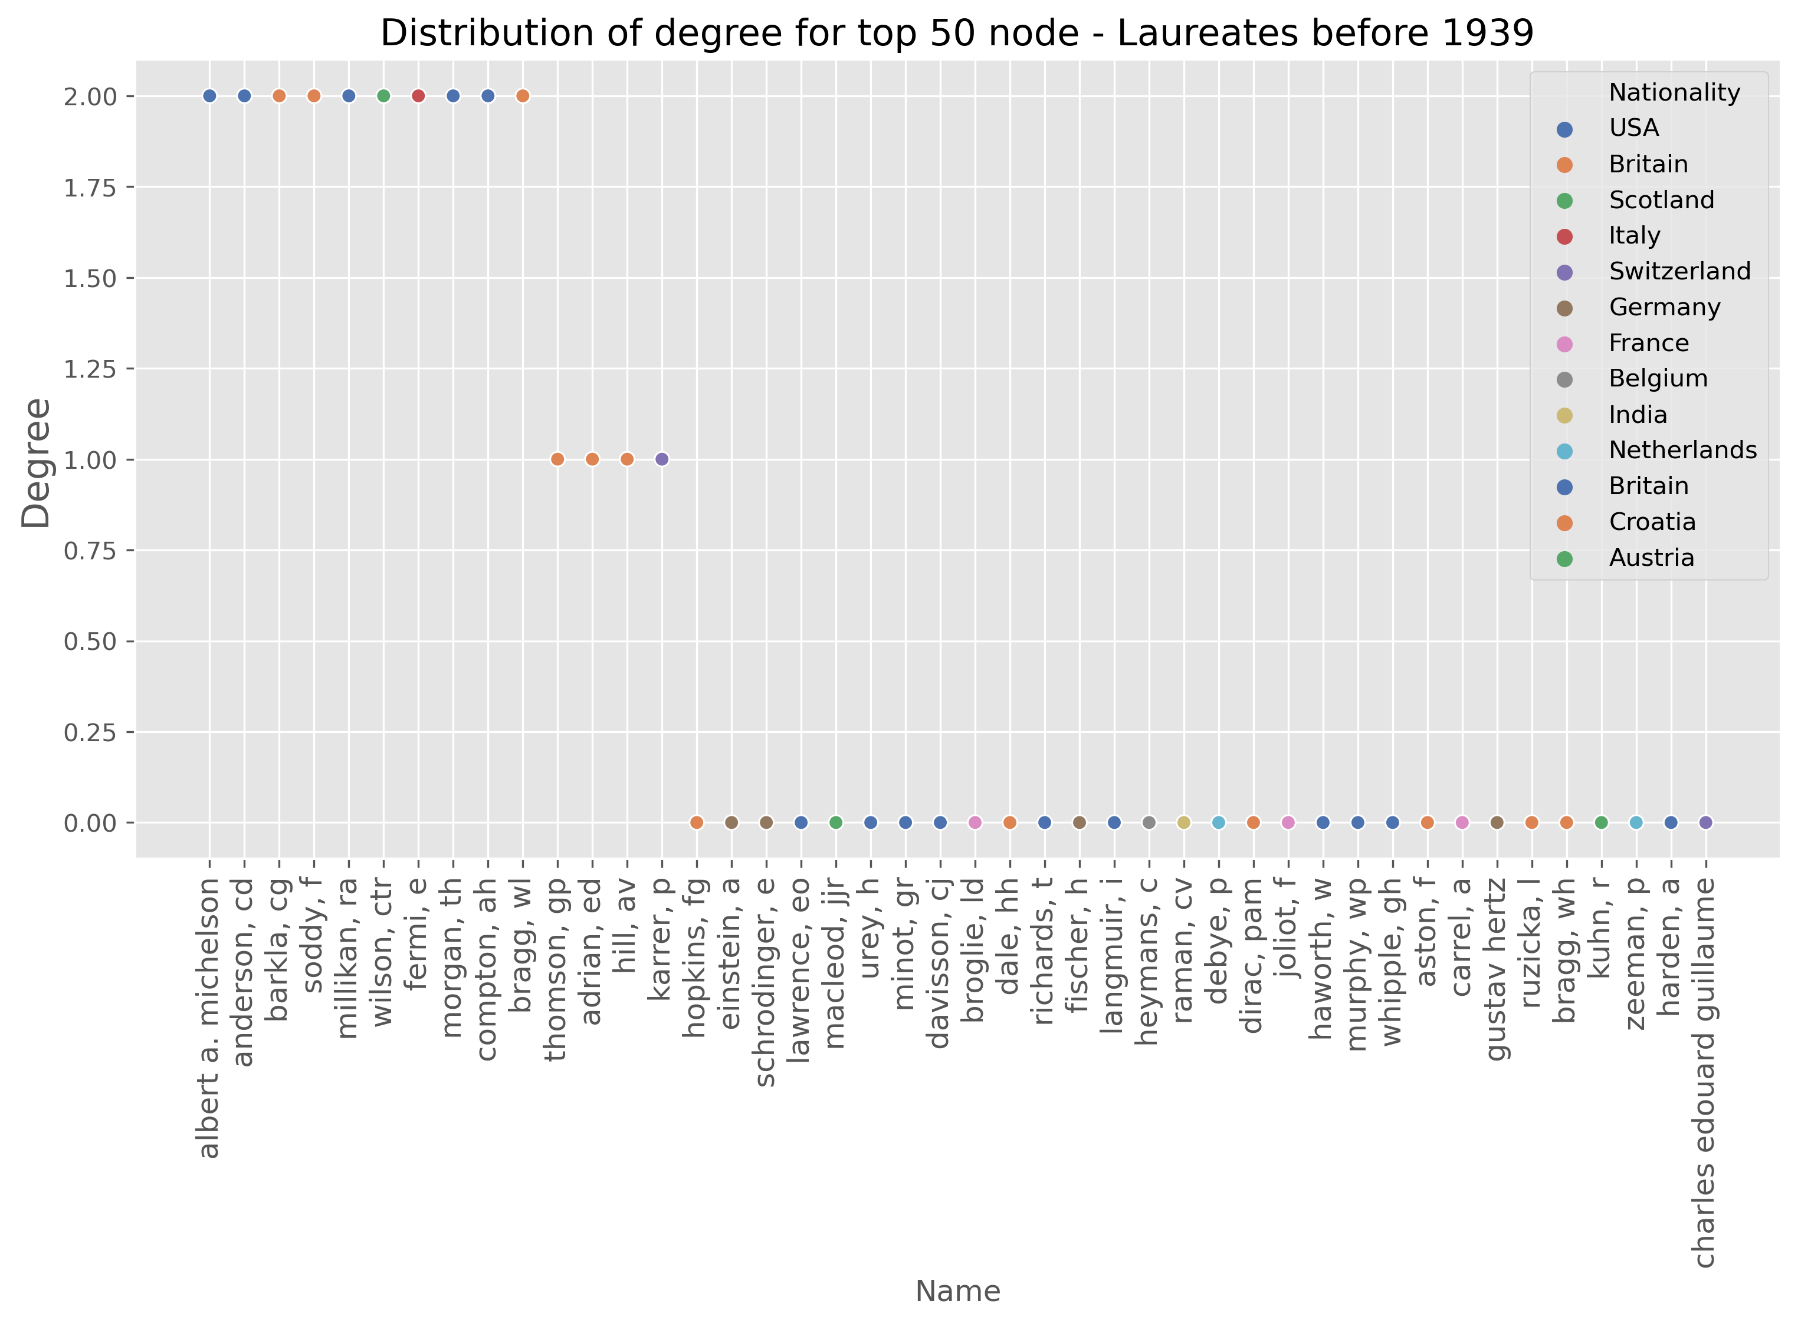 Distribution of degree for top 50 node - Laureates before 1939
Degree
2.00
1.75
1.50
1.25
1.00
0.75
0.50
0.25
0.00
Nationality
USA
Britain
Scotland
Italy
Switzerland
Germany
France
Belgium
India
Netherlands
Britain
Croatia
Austria
albert a. michelson
anderson, cd
barkla, cg
soddy, f
millikan, ra
wilson, ctr
fermi, e
morgan, th
compton, ah
bragg, wl
thomson, gp
adrian, ed
hill, av
karrer, p
hopkins, fg
einstein, a
schrodinger, e
lawrence, eo
macleod, jjr
urey, h
minot, gr
davisson, cj
broglie, ld
dale, hh
richards, t
fischer, h
langmuir, i
heymans, c
raman, cv
debye, p
dirac, pam
joliot, f
haworth, w
murphy, wp
whipple, gh
aston, f
carrel, a
gustav hertz
ruzicka, l
bragg, wh
kuhn, r
zeeman, p
harden, a
charles edouard guillaume
Name